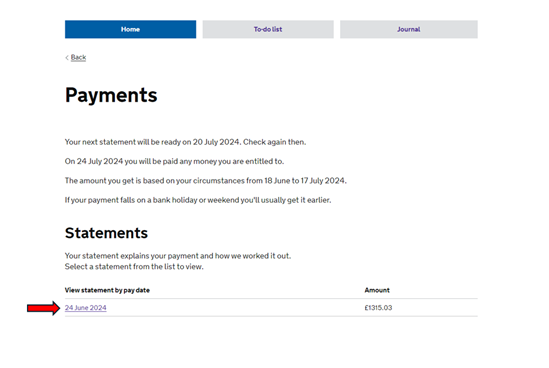 Home To-do list Journal
Back
Payments
Your next statement will be ready on 20 July 2024. Check again then.
On 24 July 2024 you will be paid any money you are entitled to.
The amount you get is based on your circumstances from 18 June to 17 July 2024.
If your payment falls on a bank holiday or weekend you'll usually get it earlier.
Statements
Your statement explains your payment and how we worked it out.
Select a statement from the list to view.
View statement by pay date Amount
24 June 2024 £1315.03